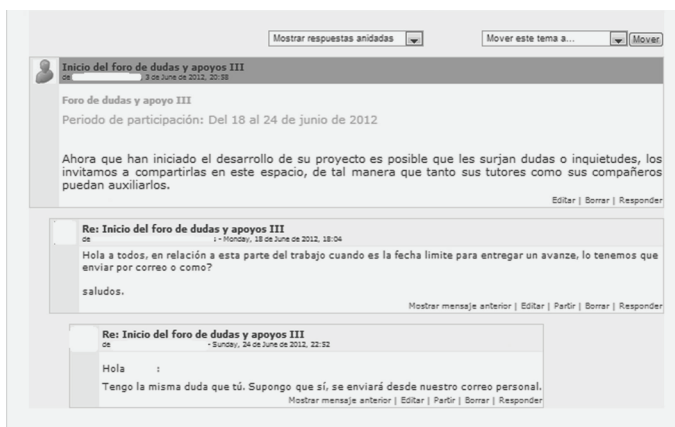 Mostrar respuestas anidadas
Mover este tema a...
Mover
Inicio del foro de dudas y apoyos III
de 3 de June de 2012, 20:58
Foro de dudas y apoyo III
Periodo de participación: Del 18 al 24 de junio de 2012
Ahora que han iniciado el desarrollo de su proyecto es posible que les surjan dudas o inquietudes, los
invitamos a compartirlas en este espacio, de tal manera que tanto sus tutores como sus compañeros
puedan auxiliarlos.
Editar | Borrar | Responder
Re: Inicio del foro de dudas y apoyos III
de : - Monday, 18 de June de 2012, 18:04
Hola a todos, en relación a esta parte del trabajo cuando es la fecha limite para entregar un avanze, lo tenemos que
enviar por correo o como?
saludos.
Mostrar mensaje anterior | Editar | Partir | Borrar | Responder
Re: Inicio del foro de dudas y apoyos III
de - Sunday, 24 de June de 2012, 22:52
Hola :
Tengo la misma duda que tú. Supongo que sí, se enviará desde nuestro correo personal.
Mostrar mensaje anterior | Editar | Partir | Borrar | Responder